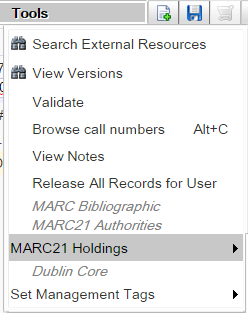 Tools
Search External Resources
View Versions
Validate
Browse call numbers Alt+C
View Notes
Release All Records for User
MARC Bibliographic
MARC21 Authorities
MARC21 Holdings
Dublin Core
Set Management Tags